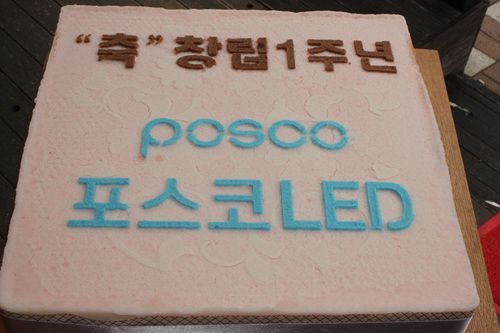 “축” 창립1주년
posco
포스코LED